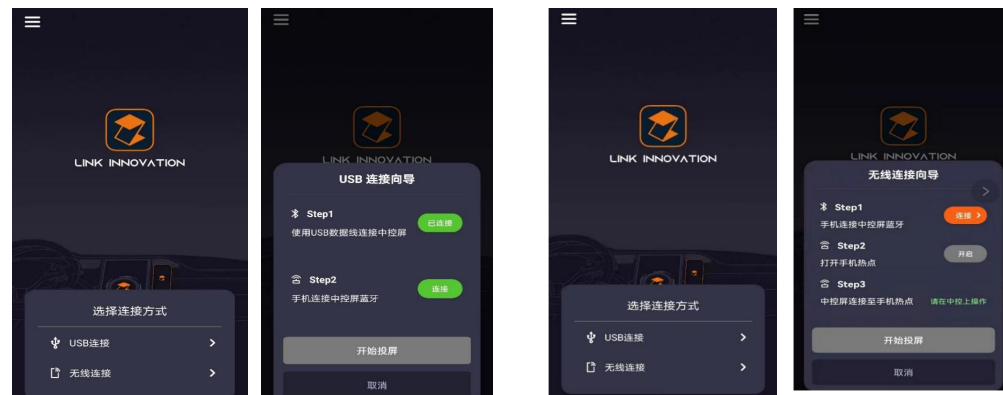 LINK INNOVATION
选择连接方式
USB连接
无线连接
LINK INNOVATION
USB 连接向导
Step1
已连接
使用USB数据线连接中控屏
Step2
连接
手机连接中控屏蓝牙
开始投屏
取消
LINK INNOVATION
选择连接方式
USB连接
无线连接
LINK INNOVATION
无线连接向导
Step1
连接
手机连接中控屏蓝牙
Step2
开启
打开手机热点
Step3
中控屏连接至手机热点 请在中控上操作
开始投屏
取消